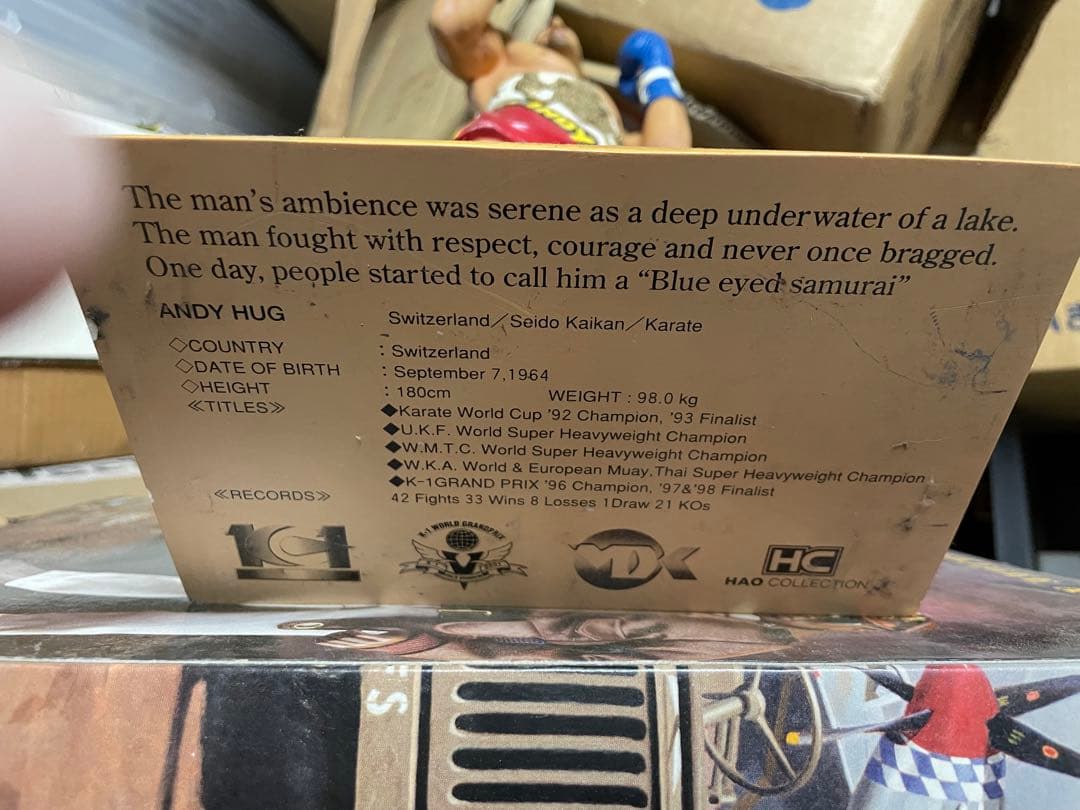 The man's ambience was serene as a deep underwater of a lake.
The man fought with respect, courage and never once bragged.
One day, people started to call him a “Blue eyed samurai”
ANDY HUG Switzerland／Seido Kaikan／Karate
◇COUNTRY : Switzerland
◇DATE OF BIRTH : September 7,1964
◇HEIGHT : 180cm WEIGHT : 98.0 kg
≪TITLES≫ ◆Karate World Cup '92 Champion, '93 Finalist
◆U.K.F. World Super Heavyweight Champion
◆W.M.T.C. World Super Heavyweight Champion
◆W.K.A. World & European Muay.Thai Super Heavyweight Champion
◆K-1GRAND PRIX '96 Champion, '97&'98 Finalist
≪RECORDS≫ 42 Fights 33 Wins 8 Losses 1Draw 21 KOs
K-1 WORLD GRANDPRIX
MDX
HC
HAO COLLECTION